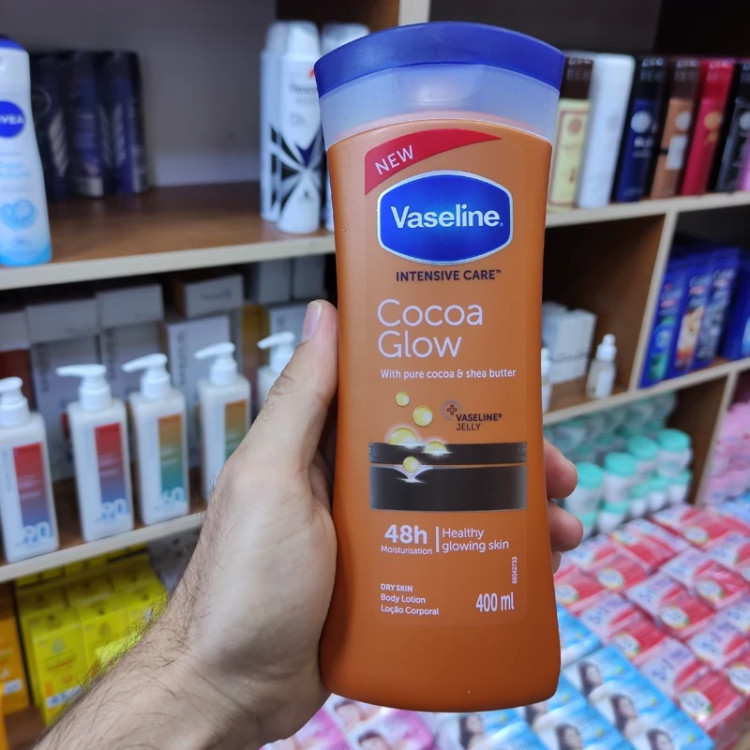 NEW
Vaseline®
INTENSIVE CARE™
Cocoa
Glow
With pure cocoa & shea butter
VASELINE®
JELLY
48h
Moisturisation
Healthy
glowing skin
DRY SKIN
Body Lotion
Loção Corporal
400 ml
NIVEA